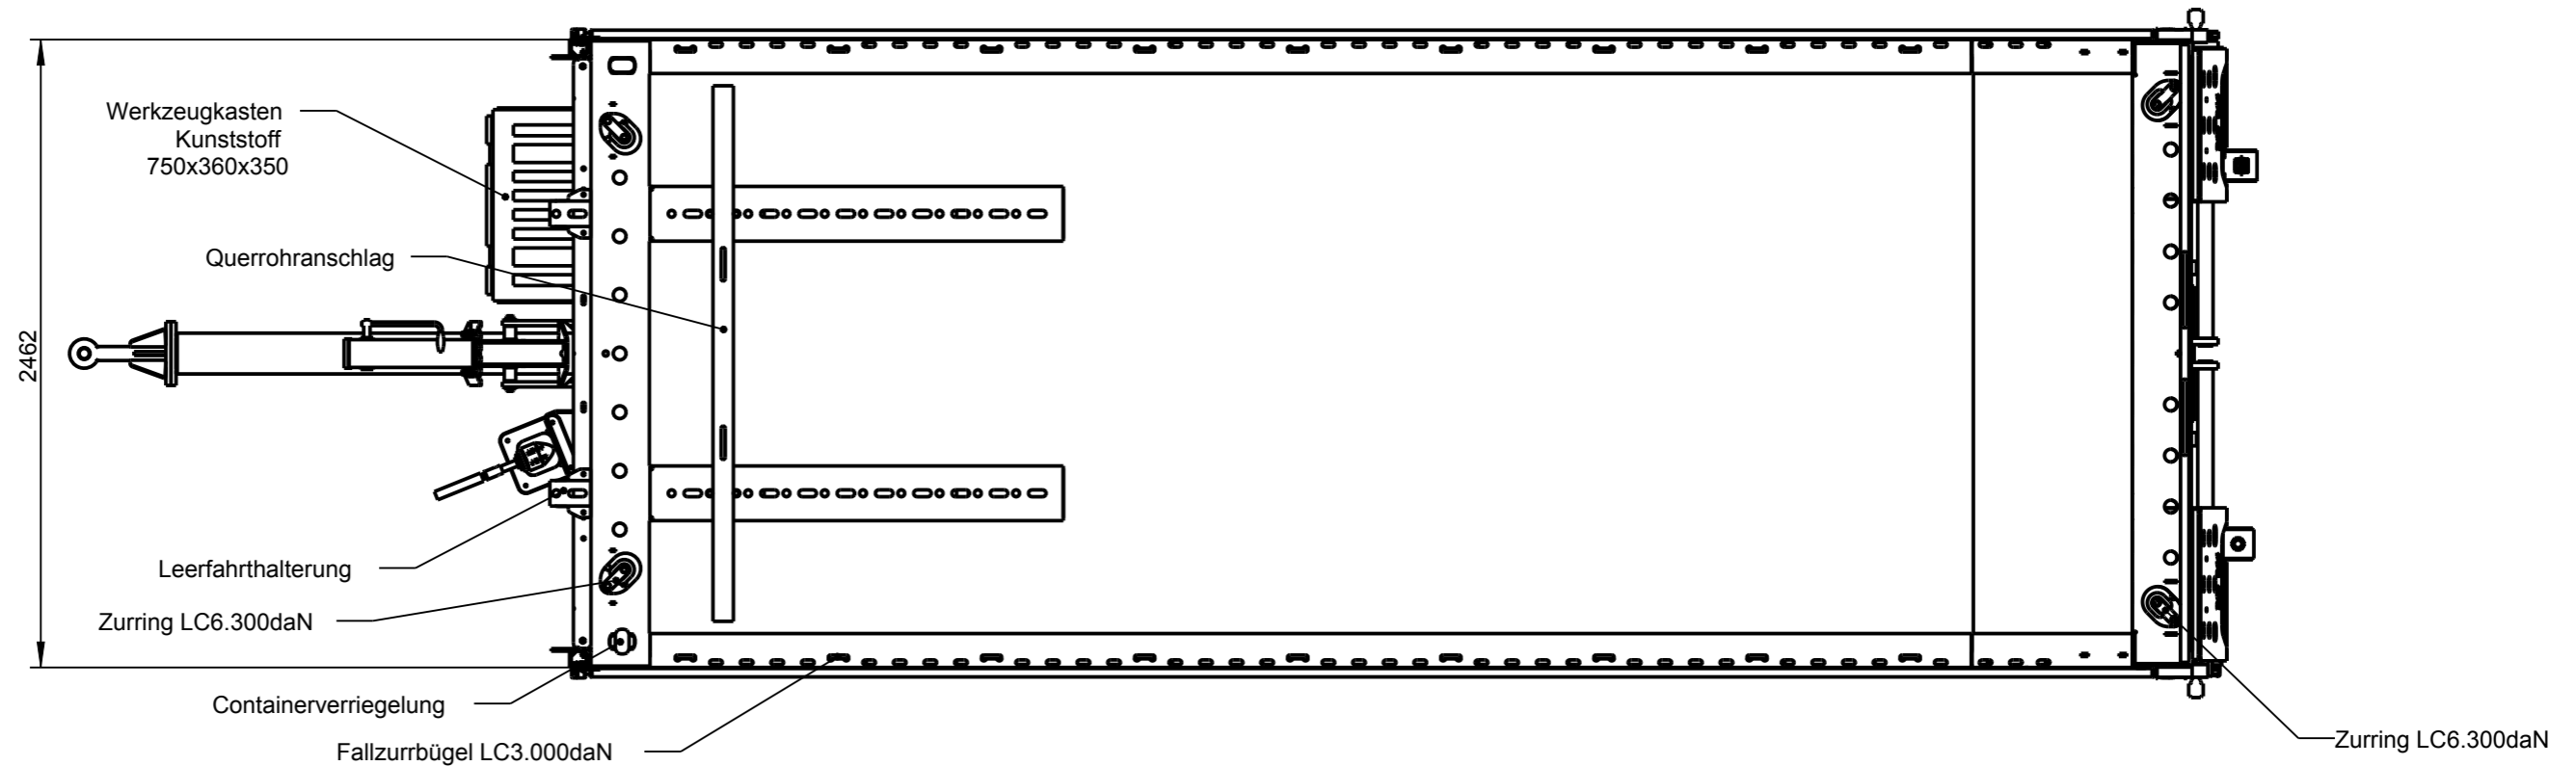 Werkzeugkasten
Kunststoff
750x360x350
Querrohranschlag
2462
Leerfahrthalterung
Zurring LC6.300daN
Containerverriegelung
Fallzurrbügel LC3.000daN
Zurring LC6.300daN